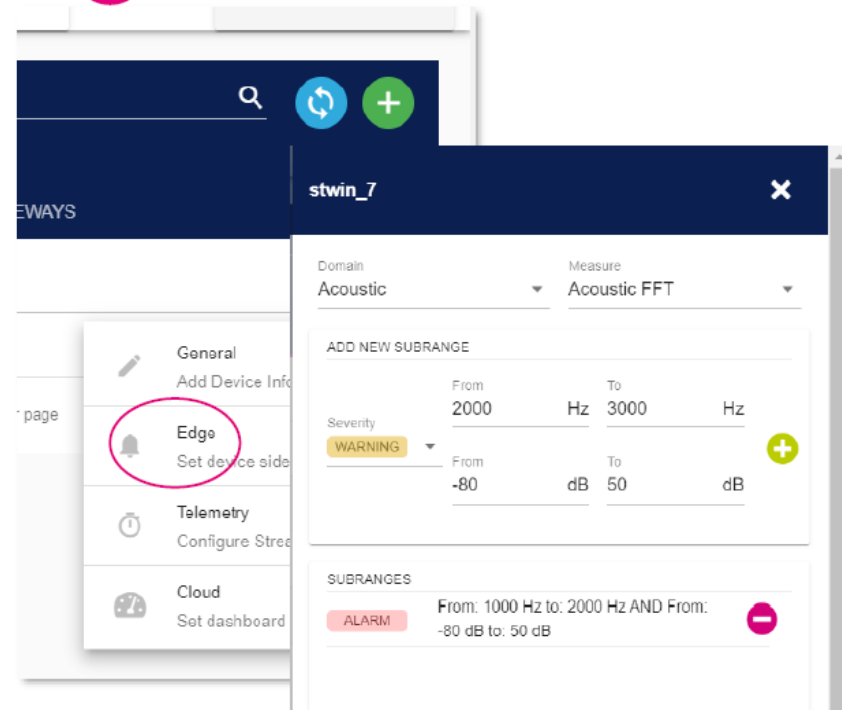 EWAYS
stwin_7
Domain
Acoustic
Measure
Acoustic FFT
ADD NEW SUBRANGE
Severity
WARNING
From
2000 Hz
To
3000 Hz
From
-80 dB
To
50 dB
SUBRANGES
ALARM
From: 1000 Hz to: 2000 Hz AND From:
-80 dB to: 50 dB
page
General
Add Device Info
Edge
Set device side
Telemetry
Configure Strea
Cloud
Set dashboard